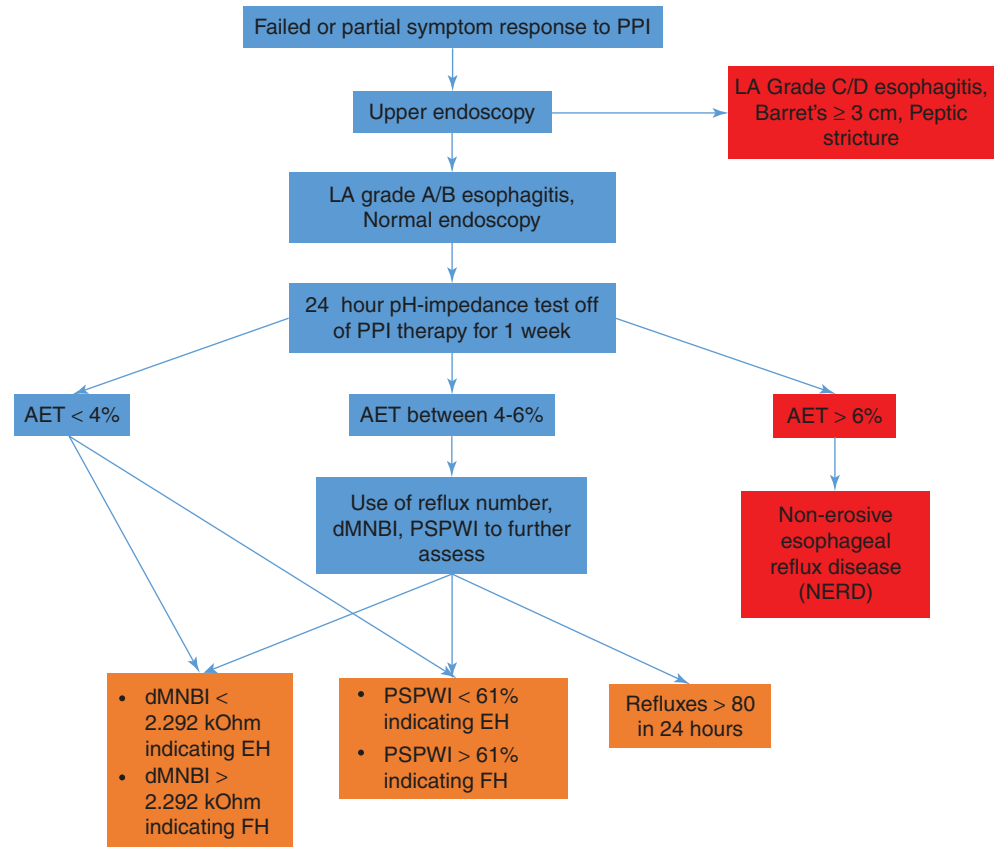 Failed or partial symptom response to PPI
Upper endoscopy
LA Grade C/D esophagitis,
Barret's ≥ 3 cm, Peptic
stricture
LA grade A/B esophagitis,
Normal endoscopy
24 hour pH-impedance test off
of PPI therapy for 1 week
AET < 4%
AET between 4-6%
AET > 6%
Use of reflux number,
dMNBI, PSPWI to further
assess
Non-erosive
esophageal
reflux disease
(NERD)
• dMNBI <
2.292 kOhm
indicating EH
• dMNBI >
2.292 kOhm
indicating FH
• PSPWI < 61%
indicating EH
• PSPWI > 61%
indicating FH
Refluxes > 80
in 24 hours